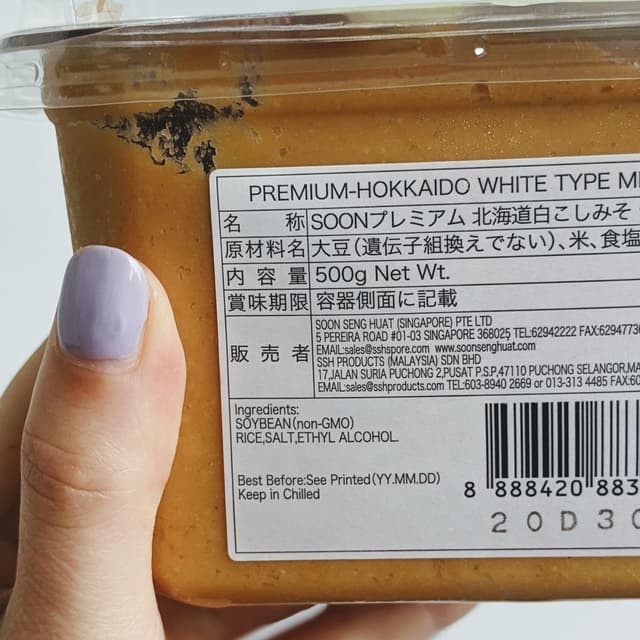 PREMIUM-HOKKAIDO WHITE TYPE
名 称 SOONプレミアム 北海道白こしみそ
原材料名 大豆(遺伝子組換えでない)、米、食塩
内容量 500g Net Wt.
賞味期限 容器側面に記載
販売者
SOON SENG HUAT (SINGAPORE) PTE LTD
5 PEREIRA ROAD #01-03 SINGAPORE 368025 TEL:62942222 FAX:6294773
EMAIL:sales@sshspore.com www.soonsenghuat.com
SSH PRODUCTS (MALAYSIA) SDN BHD
17,JALAN SURIA PUCHONG 2,PUSAT P.S.P,47110 PUCHONG SELANGOR,MA
EMAIL:sales@sshproducts.com TEL:603-8940 2669 or 013-313 4485 FAX:60
Ingredients:
SOYBEAN(non-GMO)
RICE,SALT,ETHYL ALCOHOL.
Best Before:See Printed(YY.MM.DD)
Keep in Chilled
8 888420 883
20D30